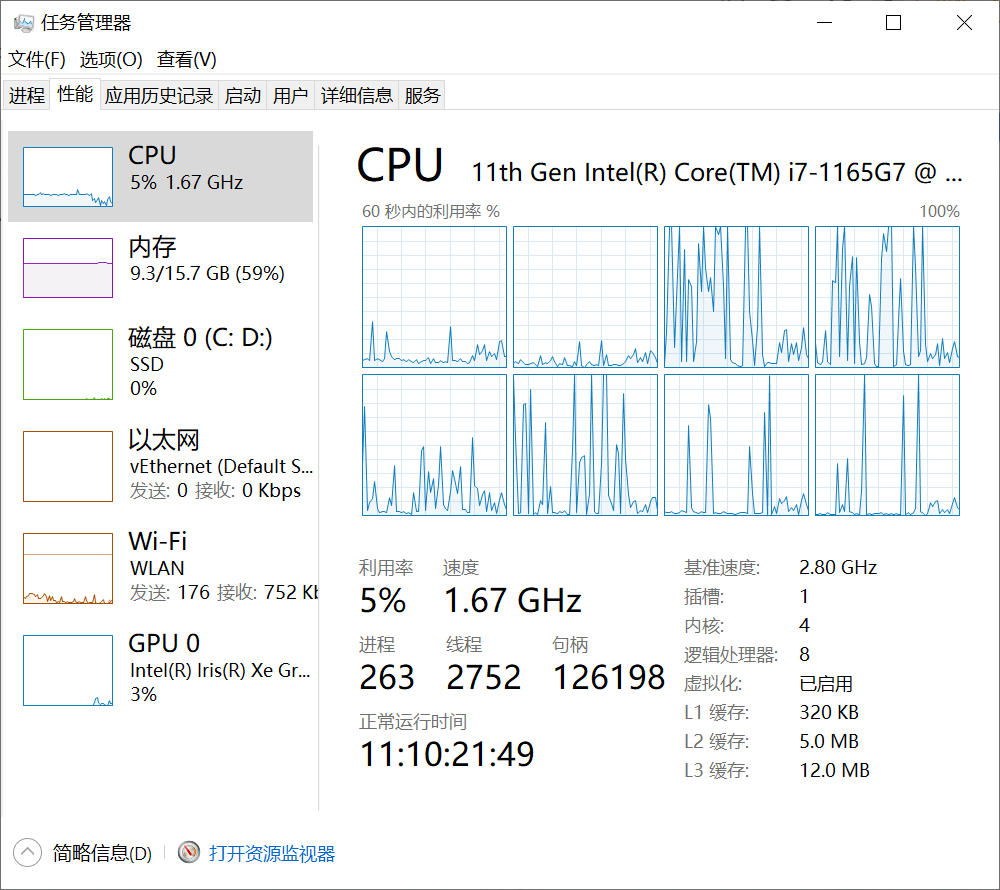 任务管理器
文件(F) 选项(O) 查看(V)
进程 性能 应用历史记录 启动 用户 详细信息 服务
CPU
5% 1.67 GHz
内存
9.3/15.7 GB (59%)
磁盘 0 (C: D:)
SSD
0%
以太网
vEthernet (Default S...
发送: 0 接收: 0 Kbps
Wi-Fi
WLAN
发送: 176 接收: 752 Kb
GPU 0
Intel(R) Iris(R) Xe Gr...
3%
CPU 11th Gen Intel(R) Core(TM) i7-1165G7 @ ...
60 秒内的利用率 % 100%
利用率 速度
5% 1.67 GHz
进程 线程 句柄
263 2752 126198
正常运行时间
11:10:21:49
基准速度: 2.80 GHz
插槽: 1
内核: 4
逻辑处理器: 8
虚拟化: 已启用
L1 缓存: 320 KB
L2 缓存: 5.0 MB
L3 缓存: 12.0 MB
简略信息(D) 打开资源监视器